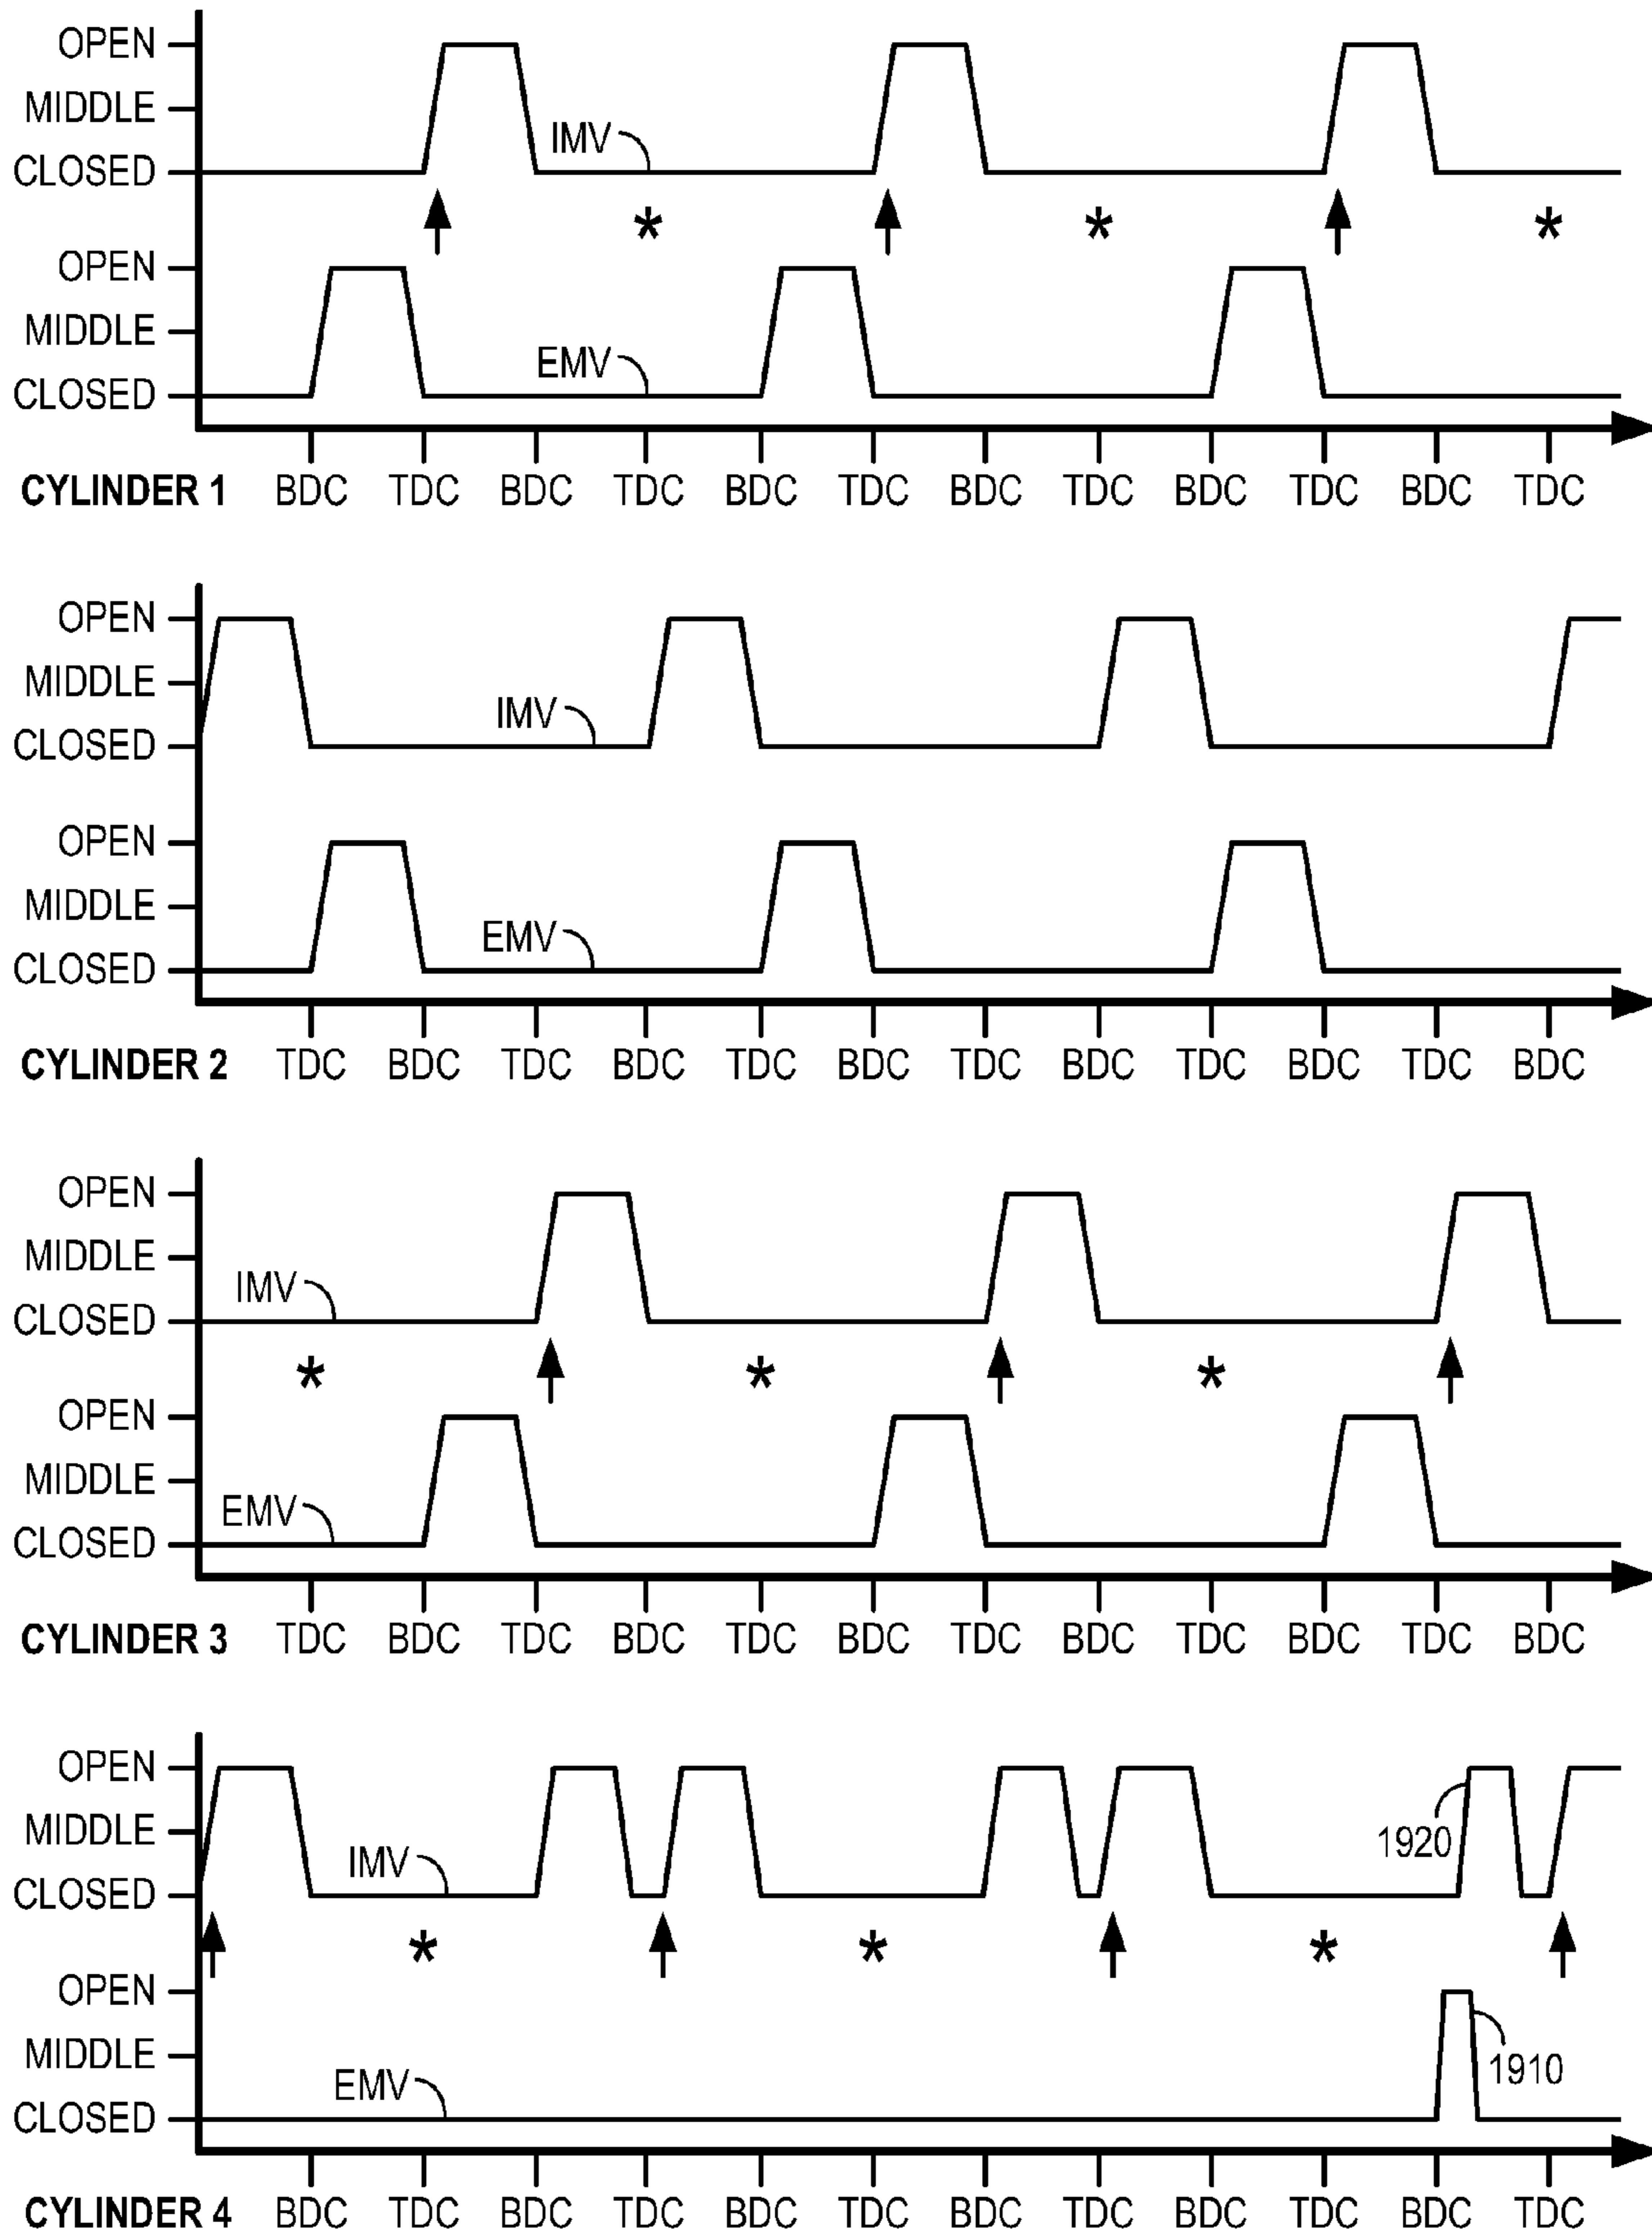 OPEN
MIDDLE
CLOSED
IMV
* * *
OPEN
MIDDLE
CLOSED
EMV
CYLINDER 1 BDC TDC BDC TDC BDC TDC BDC TDC BDC TDC BDC TDC
OPEN
MIDDLE
CLOSED
IMV
OPEN
MIDDLE
CLOSED
EMV
CYLINDER 2 TDC BDC TDC BDC TDC BDC TDC BDC TDC BDC TDC BDC
OPEN
MIDDLE
CLOSED
IMV
* * *
OPEN
MIDDLE
CLOSED
EMV
CYLINDER 3 TDC BDC TDC BDC TDC BDC TDC BDC TDC BDC TDC BDC
OPEN
MIDDLE
CLOSED
IMV
1920
* * *
OPEN
MIDDLE
CLOSED
EMV
1910
CYLINDER 4 BDC TDC BDC TDC BDC TDC BDC TDC BDC TDC BDC TDC